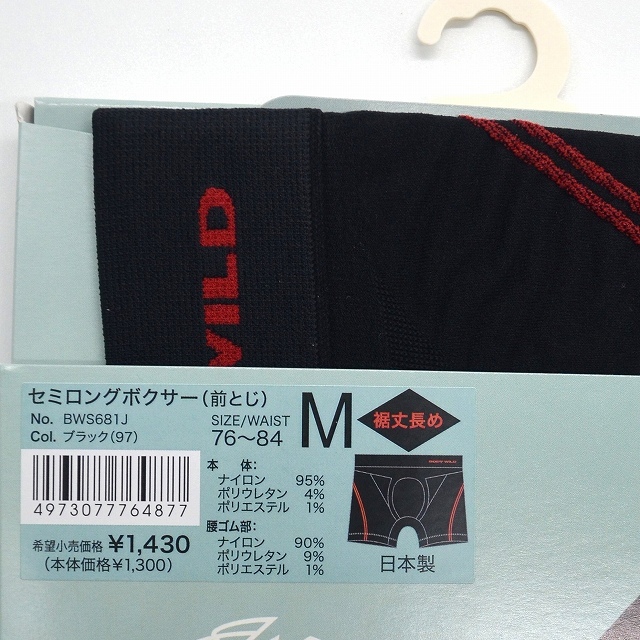 WILD
セミロングボクサー(前とじ)
No. BWS681J
Col. ブラック(97)
SIZE/WAIST
76〜84
M
裾丈長め
本　体:
ナイロン 95%
ポリウレタン 4%
ポリエステル 1%
腰ゴム部:
ナイロン 90%
ポリウレタン 9%
ポリエステル 1%
4973077764877
希望小売価格 ¥1,430
(本体価格¥1,300)
BODY WILD
日本製